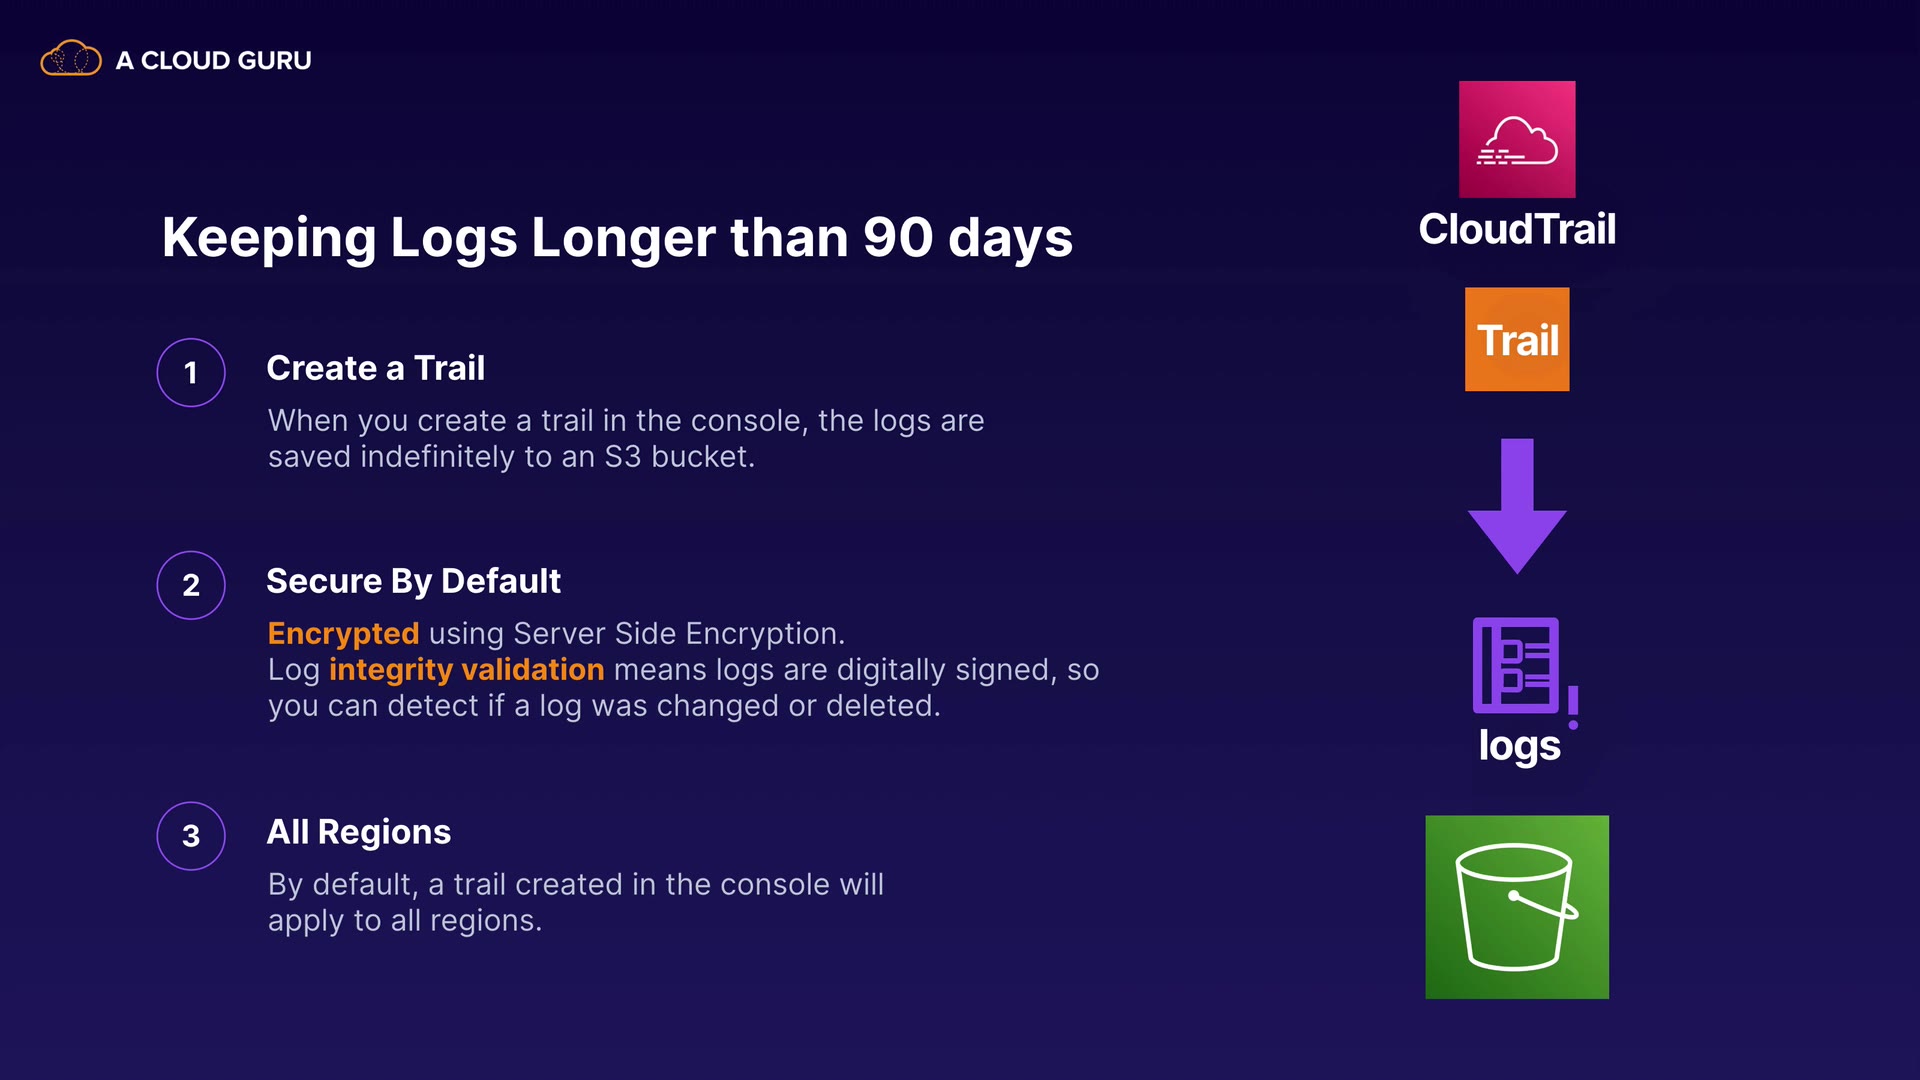 A CLOUD GURU
Keeping Logs Longer than 90 days
1
Create a Trail
When you create a trail in the console, the logs are
saved indefinitely to an S3 bucket.
2
Secure By Default
Encrypted using Server Side Encryption.
Log integrity validation means logs are digitally signed, so
you can detect if a log was changed or deleted.
3
All Regions
By default, a trail created in the console will
apply to all regions.
CloudTrail
Trail
logs